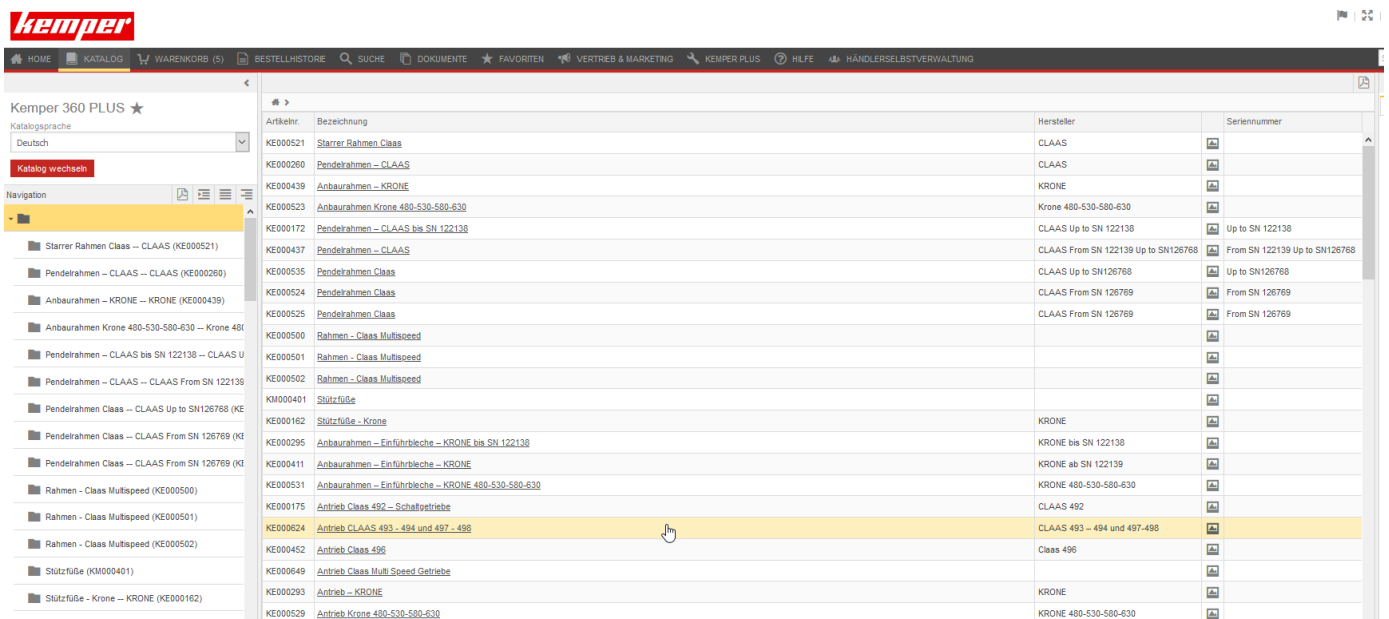 kemper
HOME KATALOG WARENKORB (5) BESTELLHISTORIE SUCHE DOKUMENTE FAVORITEN VERTRIEB & MARKETING KEMPER PLUS HILFE HÄNDLERSELBSTVERWALTUNG
Kemper 360 PLUS
Katalogsprache
Deutsch
Katalog wechseln
Navigation
Starrer Rahmen Claas -- CLAAS (KE000521)
Pendelrahmen – CLAAS -- CLAAS (KE000260)
Anbaurahmen – KRONE -- KRONE (KE000439)
Anbaurahmen Krone 480-530-580-630 -- Krone 480
Pendelrahmen – CLAAS bis SN 122138 -- CLAAS U
Pendelrahmen – CLAAS -- CLAAS From SN 122139
Pendelrahmen Claas -- CLAAS Up to SN126768 (KE
Pendelrahmen Claas -- CLAAS From SN 126769 (KE
Pendelrahmen Claas -- CLAAS From SN 126769 (KE
Rahmen - Claas Multispeed (KE000500)
Rahmen - Claas Multispeed (KE000501)
Rahmen - Claas Multispeed (KE000502)
Stützfüße (KM000401)
Stützfüße - Krone -- KRONE (KE000162)
Artikelnr. Bezeichnung Hersteller Seriennummer
KE000521 Starrer Rahmen Claas CLAAS
KE000260 Pendelrahmen – CLAAS CLAAS
KE000439 Anbaurahmen – KRONE KRONE
KE000523 Anbaurahmen Krone 480-530-580-630 Krone 480-530-580-630
KE000172 Pendelrahmen – CLAAS bis SN 122138 CLAAS Up to SN 122138 Up to SN 122138
KE000437 Pendelrahmen – CLAAS CLAAS From SN 122139 Up to SN126768 From SN 122139 Up to SN126768
KE000535 Pendelrahmen Claas CLAAS Up to SN126768 Up to SN126768
KE000524 Pendelrahmen Claas CLAAS From SN 126769 From SN 126769
KE000525 Pendelrahmen Claas CLAAS From SN 126769 From SN 126769
KE000500 Rahmen - Claas Multispeed
KE000501 Rahmen - Claas Multispeed
KE000502 Rahmen - Claas Multispeed
KM000401 Stützfüße
KE000162 Stützfüße - Krone KRONE
KE000295 Anbaurahmen – Einführbleche – KRONE bis SN 122138 KRONE bis SN 122138
KE000411 Anbaurahmen – Einführbleche – KRONE KRONE ab SN 122139
KE000531 Anbaurahmen – Einführbleche – KRONE 480-530-580-630 KRONE 480-530-580-630
KE000175 Antrieb Claas 492 – Schaltgetriebe CLAAS 492
KE000624 Antrieb CLAAS 493 - 494 und 497 - 498 CLAAS 493 – 494 und 497-498
KE000452 Antrieb Claas 496 Claas 496
KE000649 Antrieb Claas Multi Speed Getriebe
KE000293 Antrieb – KRONE KRONE
KE000529 Antrieb Krone 480-530-580-630 KRONE 480-530-580-630